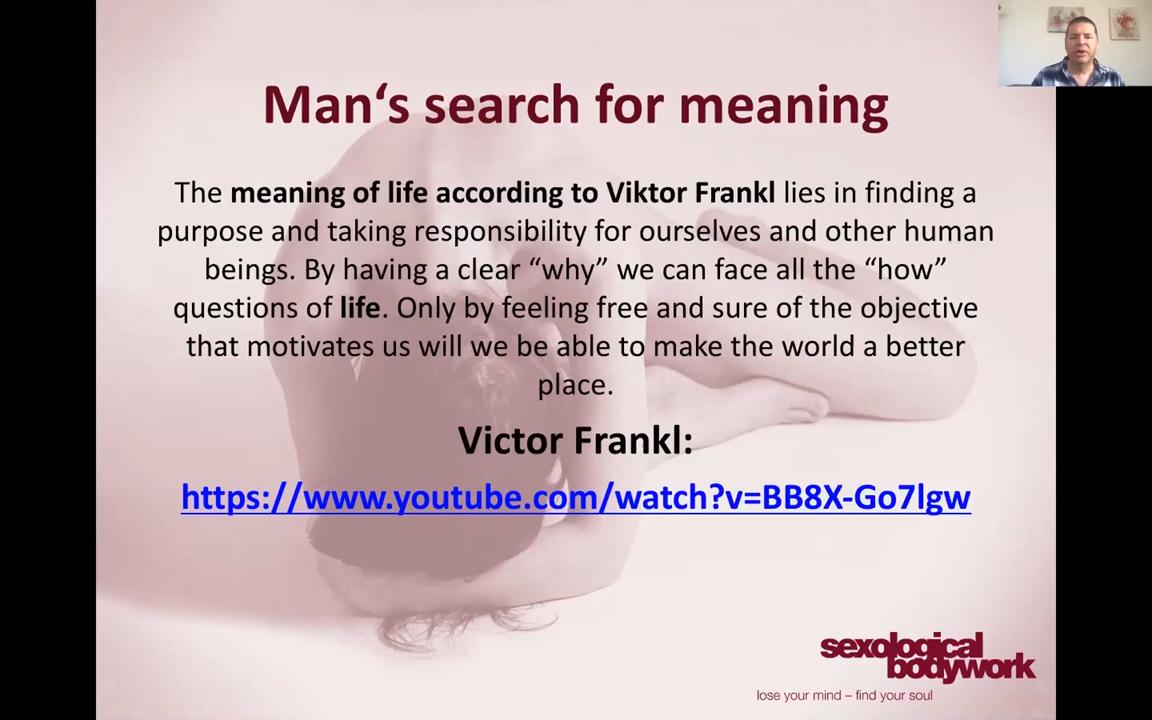 Man‘s search for meaning
The meaning of life according to Viktor Frankl lies in finding a
purpose and taking responsibility for ourselves and other human
beings. By having a clear “why” we can face all the “how”
questions of life. Only by feeling free and sure of the objective
that motivates us will we be able to make the world a better
place.
Victor Frankl:
https://www.youtube.com/watch?v=BB8X-Go7lgw
sexological
bodywork
lose your mind – find your soul